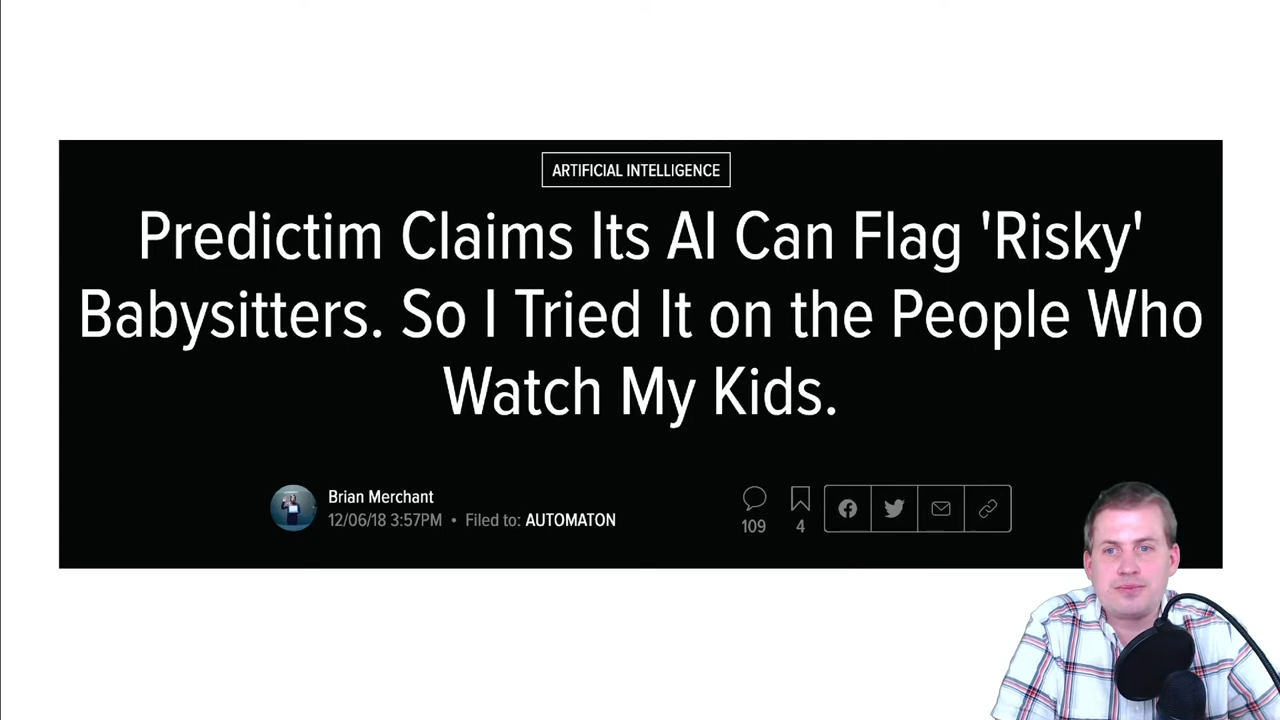 ARTIFICIAL INTELLIGENCE
Predictim Claims Its AI Can Flag 'Risky'
Babysitters. So I Tried It on the People Who
Watch My Kids.
Brian Merchant
12/06/18 3:57PM • Filed to: AUTOMATON
109
4